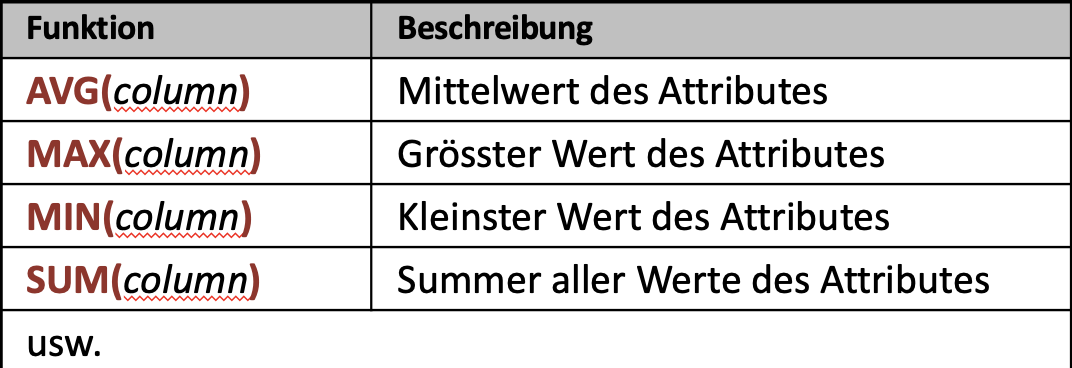 Funktion Beschreibung
AVG(column) Mittelwert des Attributes
MAX(column) Grösster Wert des Attributes
MIN(column) Kleinster Wert des Attributes
SUM(column) Summer aller Werte des Attributes
usw.